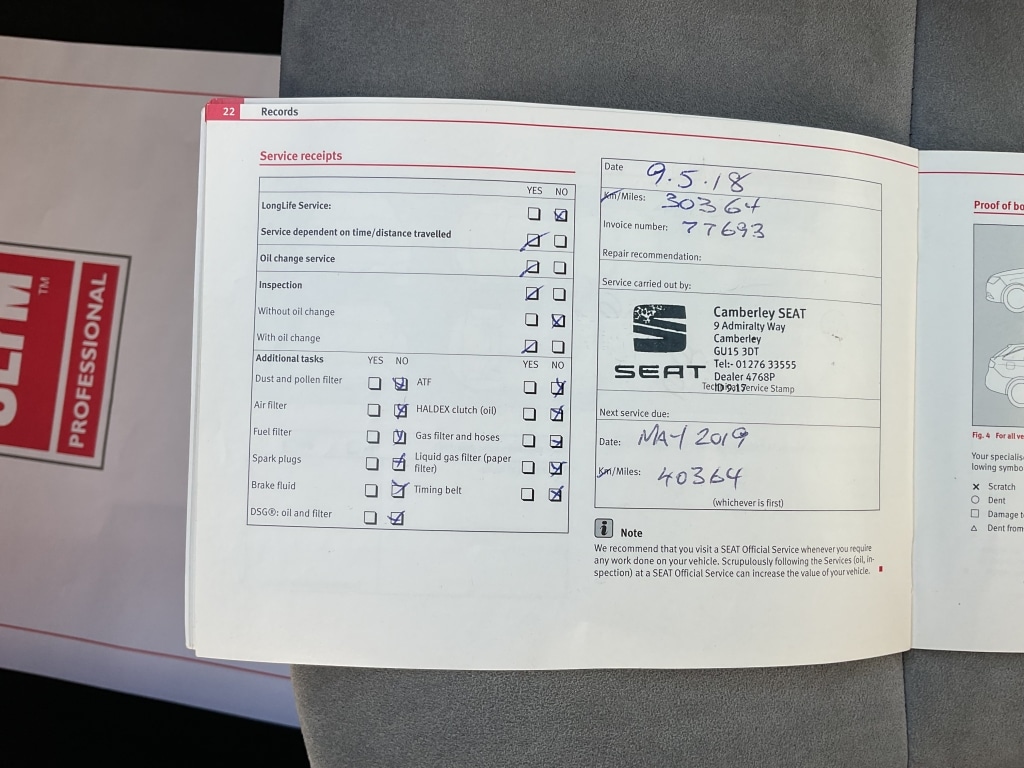 22 Records
Service receipts
YES NO
LongLife Service:
Service dependent on time/distance travelled
Oil change service
Inspection
Without oil change
With oil change
Additional tasks YES NO YES NO
Dust and pollen filter ATF
Air filter HALDEX clutch (oil)
Fuel filter Gas filter and hoses
Spark plugs Liquid gas filter (paper
filter)
Brake fluid Timing belt
DSG®: oil and filter
Date 9.5.18
Km/Miles: 30364
Invoice number: 77693
Repair recommendation:
Service carried out by:
SEAT
Camberley SEAT
9 Admiralty Way
Camberley
GU15 3DT
Tel:- 01276 33555
Dealer 4768P
ID 9.17
Service Stamp
Next service due:
Date: MAY 2019
Km/Miles: 40364
(whichever is first)
i Note
We recommend that you visit a SEAT Official Service whenever you require
any work done on your vehicle. Scrupulously following the Services (oil, in-
spection) at a SEAT Official Service can increase the value of your vehicle.
Proof of bo
Fig. 4 For all ve
Your specialis
lowing symbo
× Scratch
○ Dent
□ Damage t
△ Dent from
TM
PROFESSIONAL